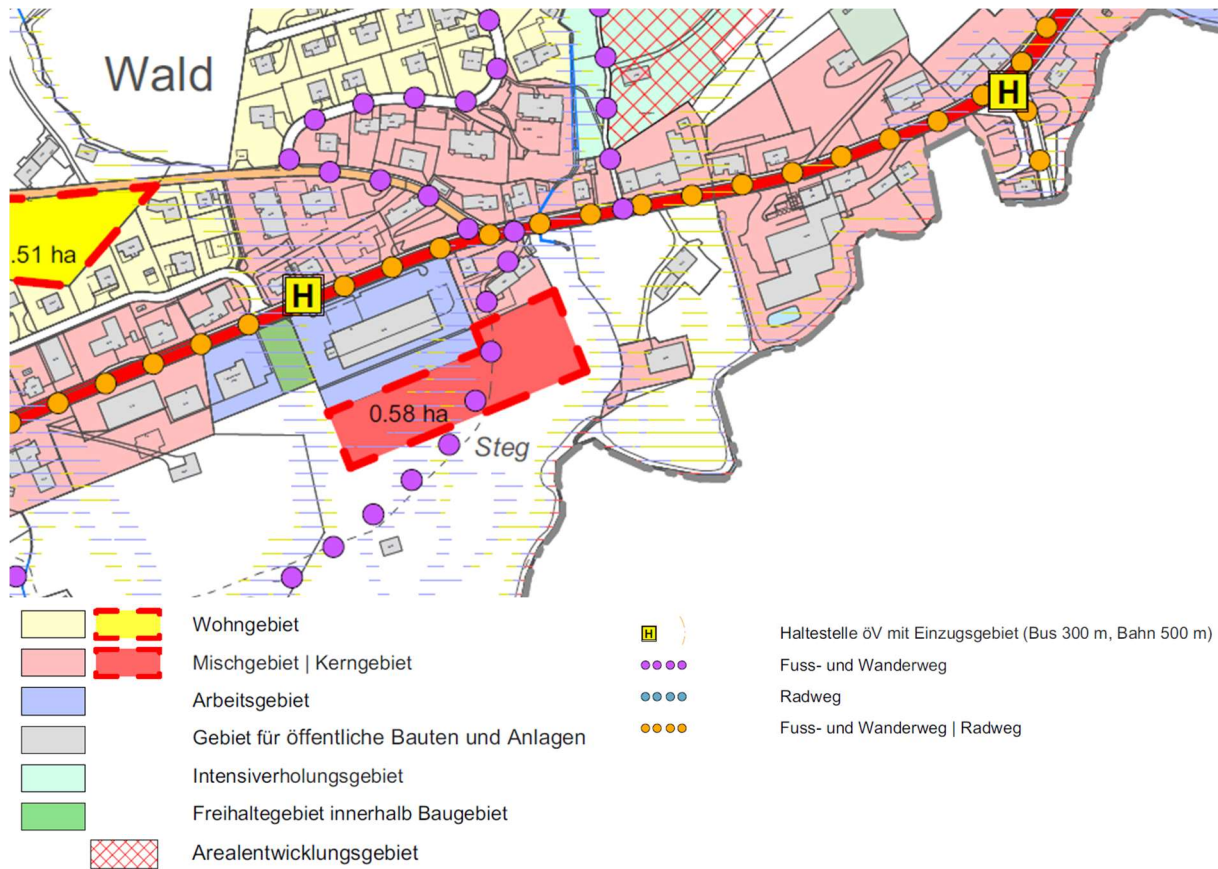 Wald
.51 ha
H
H
0.58 ha
Steg
Wohngebiet
Mischgebiet | Kerngebiet
Arbeitsgebiet
Gebiet für öffentliche Bauten und Anlagen
Intensiverholungsgebiet
Freihaltegebiet innerhalb Baugebiet
Arealentwicklungsgebiet
H Haltestelle öV mit Einzugsgebiet (Bus 300 m, Bahn 500 m)
Fuss- und Wanderweg
Radweg
Fuss- und Wanderweg | Radweg